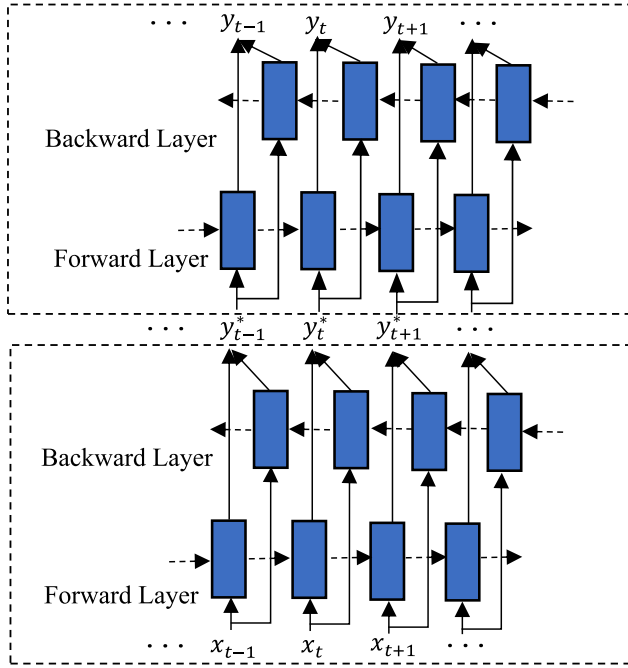 · · · y_{t−1} y_t y_{t+1} · · ·
Backward Layer
Forward Layer
· · · y*_{t−1} y*_t y*_{t+1} · · ·
Backward Layer
Forward Layer
· · · x_{t−1} x_t x_{t+1} · · ·